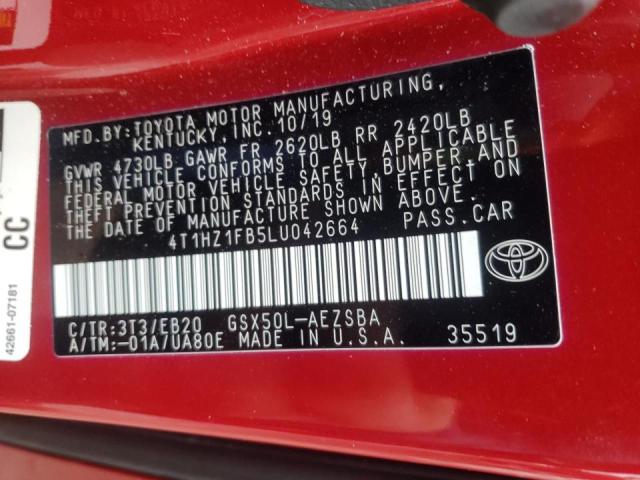 MFD.BY:TOYOTA MOTOR MANUFACTURING,
KENTUCKY, INC. 10/19
GVWR 4730LB GAWR FR 2620LB RR 2420LB
THIS VEHICLE CONFORMS TO ALL APPLICABLE
FEDERAL MOTOR VEHICLE SAFETY, BUMPER, AND
THEFT PREVENTION STANDARDS IN EFFECT ON
THE DATE OF MANUFACTURE SHOWN ABOVE.
4T1HZ1FB5LU042664 PASS.CAR
C/TR:3T3/EB20 GSX50L-AEZSBA
A/TM:-01A/UA80E MADE IN U.S.A. 35519
CC
42661-07181